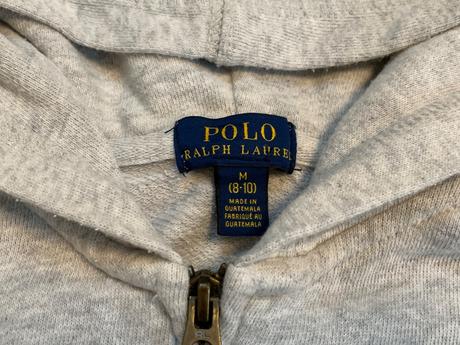 POLO
RALPH LAUREN
M
(8-10)
MADE IN
GUATEMALA
FABRIQUÉ AU
GUATEMALA